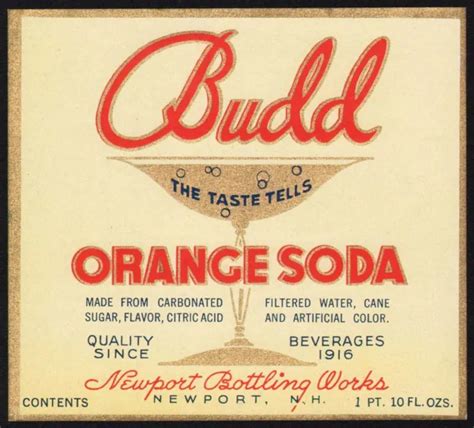 Budd
THE TASTE TELLS
ORANGE SODA
MADE FROM CARBONATED FILTERED WATER, CANE
SUGAR, FLAVOR, CITRIC ACID AND ARTIFICIAL COLOR.
QUALITY BEVERAGES
SINCE 1916
Newport Bottling Works
CONTENTS NEWPORT, N.H. 1 PT. 10 FL. OZS.